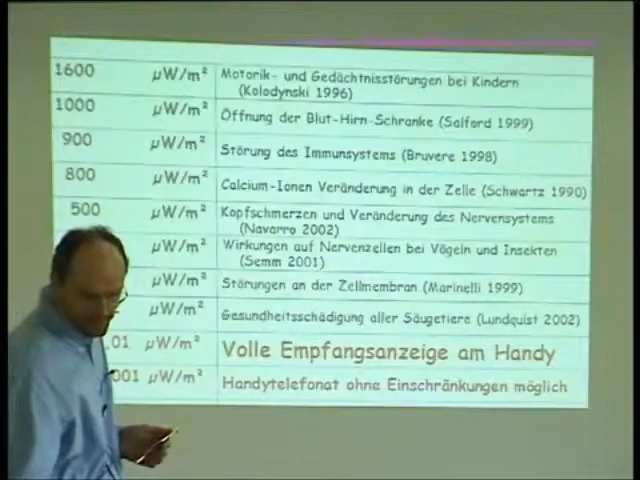 1600 µW/m² Motorik- und Gedächtnisstörungen bei Kindern
(Kolodynski 1996)
1000 µW/m² Öffnung der Blut-Hirn-Schranke (Salford 1999)
900 µW/m² Störung des Immunsystems (Bruvere 1998)
800 µW/m² Calcium-Ionen Veränderung in der Zelle (Schwartz 1990)
500 µW/m² Kopfschmerzen und Veränderung des Nervensystems
(Navarro 2002)
µW/m² Wirkungen auf Nervenzellen bei Vögeln und Insekten
(Semm 2001)
µW/m² Störungen an der Zellmembran (Marinelli 1999)
µW/m² Gesundheitsschädigung aller Säugetiere (Lundquist 2002)
,01 µW/m² Volle Empfangsanzeige am Handy
001 µW/m² Handytelefonat ohne Einschränkungen möglich